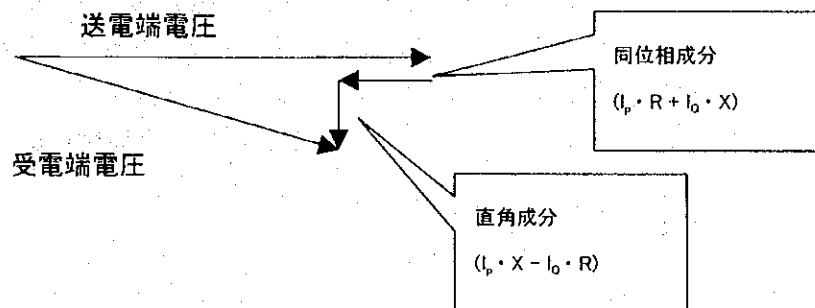 送電端電圧
同位相成分
(Ip・R + IQ・X)
受電端電圧
直角成分
(Ip・X - IQ・R)